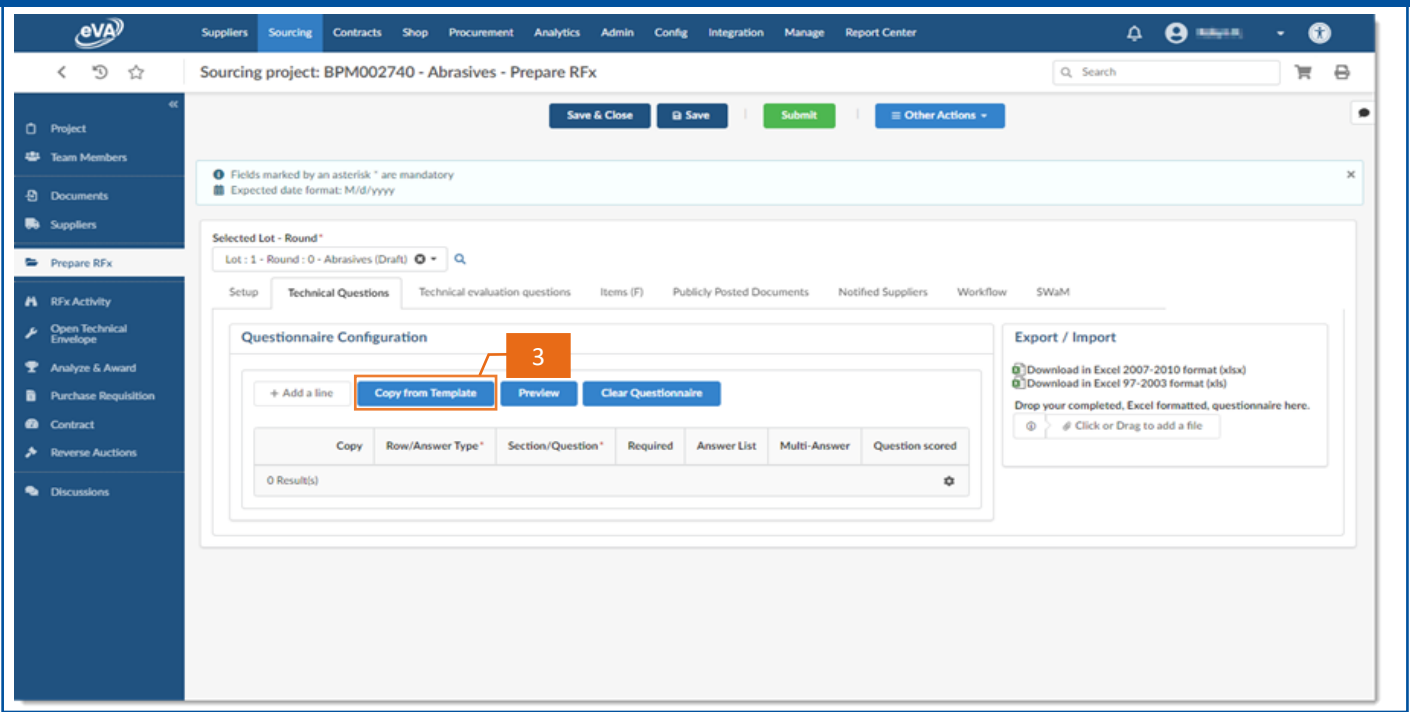 eVA
Suppliers Sourcing Contracts Shop Procurement Analytics Admin Config Integration Manage Report Center
Sourcing project: BPM002740 - Abrasives - Prepare RFx
Search
Save & Close Save Submit Other Actions
Project
Team Members
Documents
Suppliers
Prepare RFx
RFx Activity
Open Technical
Envelope
Analyze & Award
Purchase Requisition
Contract
Reverse Auctions
Discussions
Fields marked by an asterisk * are mandatory
Expected date format: M/d/yyyy
Selected Lot - Round*
Lot : 1 - Round : 0 - Abrasives (Draft)
Setup Technical Questions Technical evaluation questions Items (F) Publicly Posted Documents Notified Suppliers Workflow SWaM
Questionnaire Configuration
3
+ Add a line Copy from Template Preview Clear Questionnaire
Copy Row/Answer Type* Section/Question* Required Answer List Multi-Answer Question scored
0 Result(s)
Export / Import
Download in Excel 2007-2010 format (xlsx)
Download in Excel 97-2003 format (xls)
Drop your completed, Excel formatted, questionnaire here.
Click or Drag to add a file